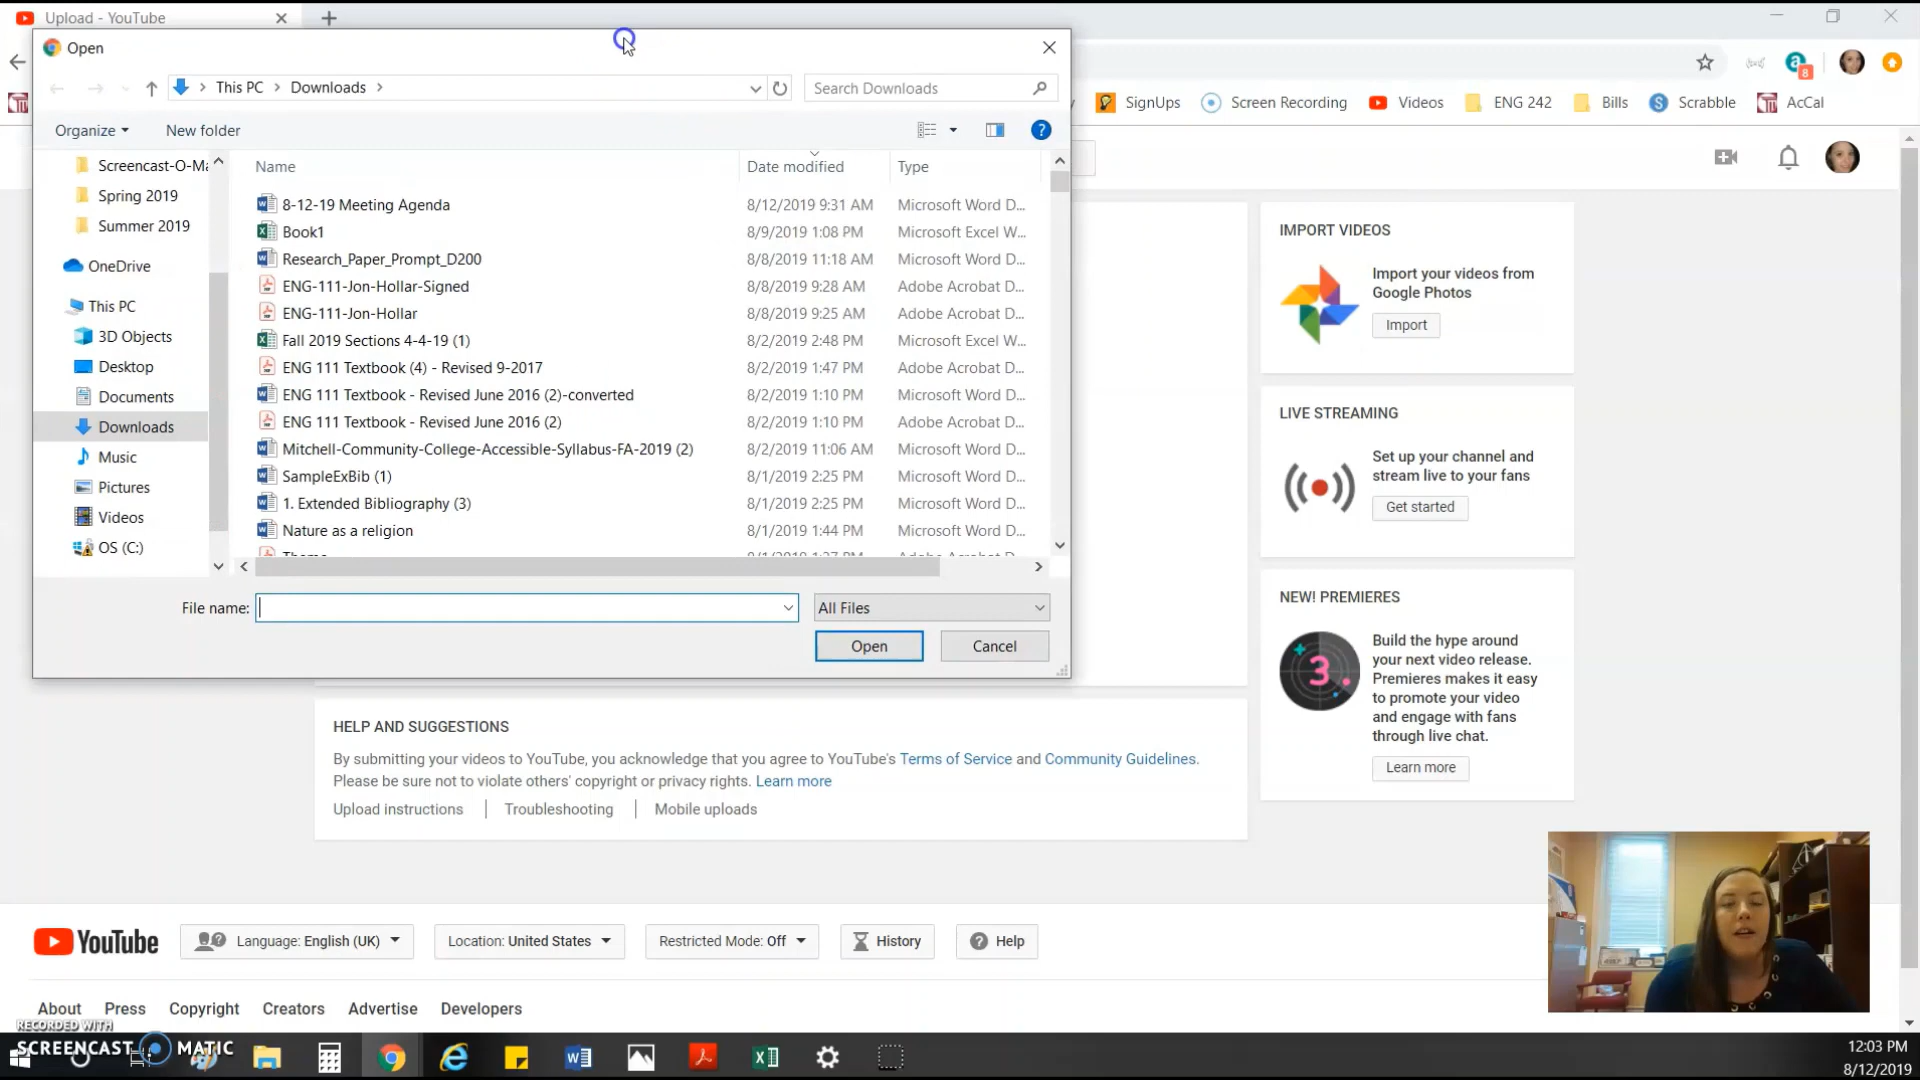 Upload - YouTube
Open
This PC
Downloads
Search Downloads
SignUps
Screen Recording
Videos
ENG 242
Bills
Scrabble
AcCal
8
Organize
New folder
?
Name
Date modified
Type
Screencast-O-Ma
Spring 2019
Summer 2019
OneDrive
This PC
3D Objects
Desktop
Documents
Downloads
Music
Pictures
Videos
OS (C:)
8-12-19 Meeting Agenda 8/12/2019 9:31 AM Microsoft Word D...
Book1 8/9/2019 1:08 PM Microsoft Excel W...
Research_Paper_Prompt_D200 8/8/2019 11:18 AM Microsoft Word D...
ENG-111-Jon-Hollar-Signed 8/8/2019 9:28 AM Adobe Acrobat D...
ENG-111-Jon-Hollar 8/8/2019 9:25 AM Adobe Acrobat D...
Fall 2019 Sections 4-4-19 (1) 8/2/2019 2:48 PM Microsoft Excel W...
ENG 111 Textbook (4) - Revised 9-2017 8/2/2019 1:47 PM Adobe Acrobat D...
ENG 111 Textbook - Revised June 2016 (2)-converted 8/2/2019 1:10 PM Microsoft Word D...
ENG 111 Textbook - Revised June 2016 (2) 8/2/2019 1:10 PM Adobe Acrobat D...
Mitchell-Community-College-Accessible-Syllabus-FA-2019 (2) 8/2/2019 11:06 AM Microsoft Word D...
SampleExBib (1) 8/1/2019 2:25 PM Microsoft Word D...
1. Extended Bibliography (3) 8/1/2019 2:25 PM Microsoft Word D...
Nature as a religion 8/1/2019 1:44 PM Microsoft Word D...
File name:
All Files
Open
Cancel
IMPORT VIDEOS
Import your videos from
Google Photos
Import
LIVE STREAMING
Set up your channel and
stream live to your fans
Get started
NEW! PREMIERES
3
Build the hype around
your next video release.
Premieres makes it easy
to promote your video
and engage with fans
through live chat.
Learn more
HELP AND SUGGESTIONS
By submitting your videos to YouTube, you acknowledge that you agree to YouTube's Terms of Service and Community Guidelines.
Please be sure not to violate others' copyright or privacy rights. Learn more
Upload instructions
Troubleshooting
Mobile uploads
YouTube
Language: English (UK)
Location: United States
Restricted Mode: Off
History
Help
About
Press
Copyright
Creators
Advertise
Developers
RECORDED WITH
SCREENCAST MATIC
12:03 PM
8/12/2019